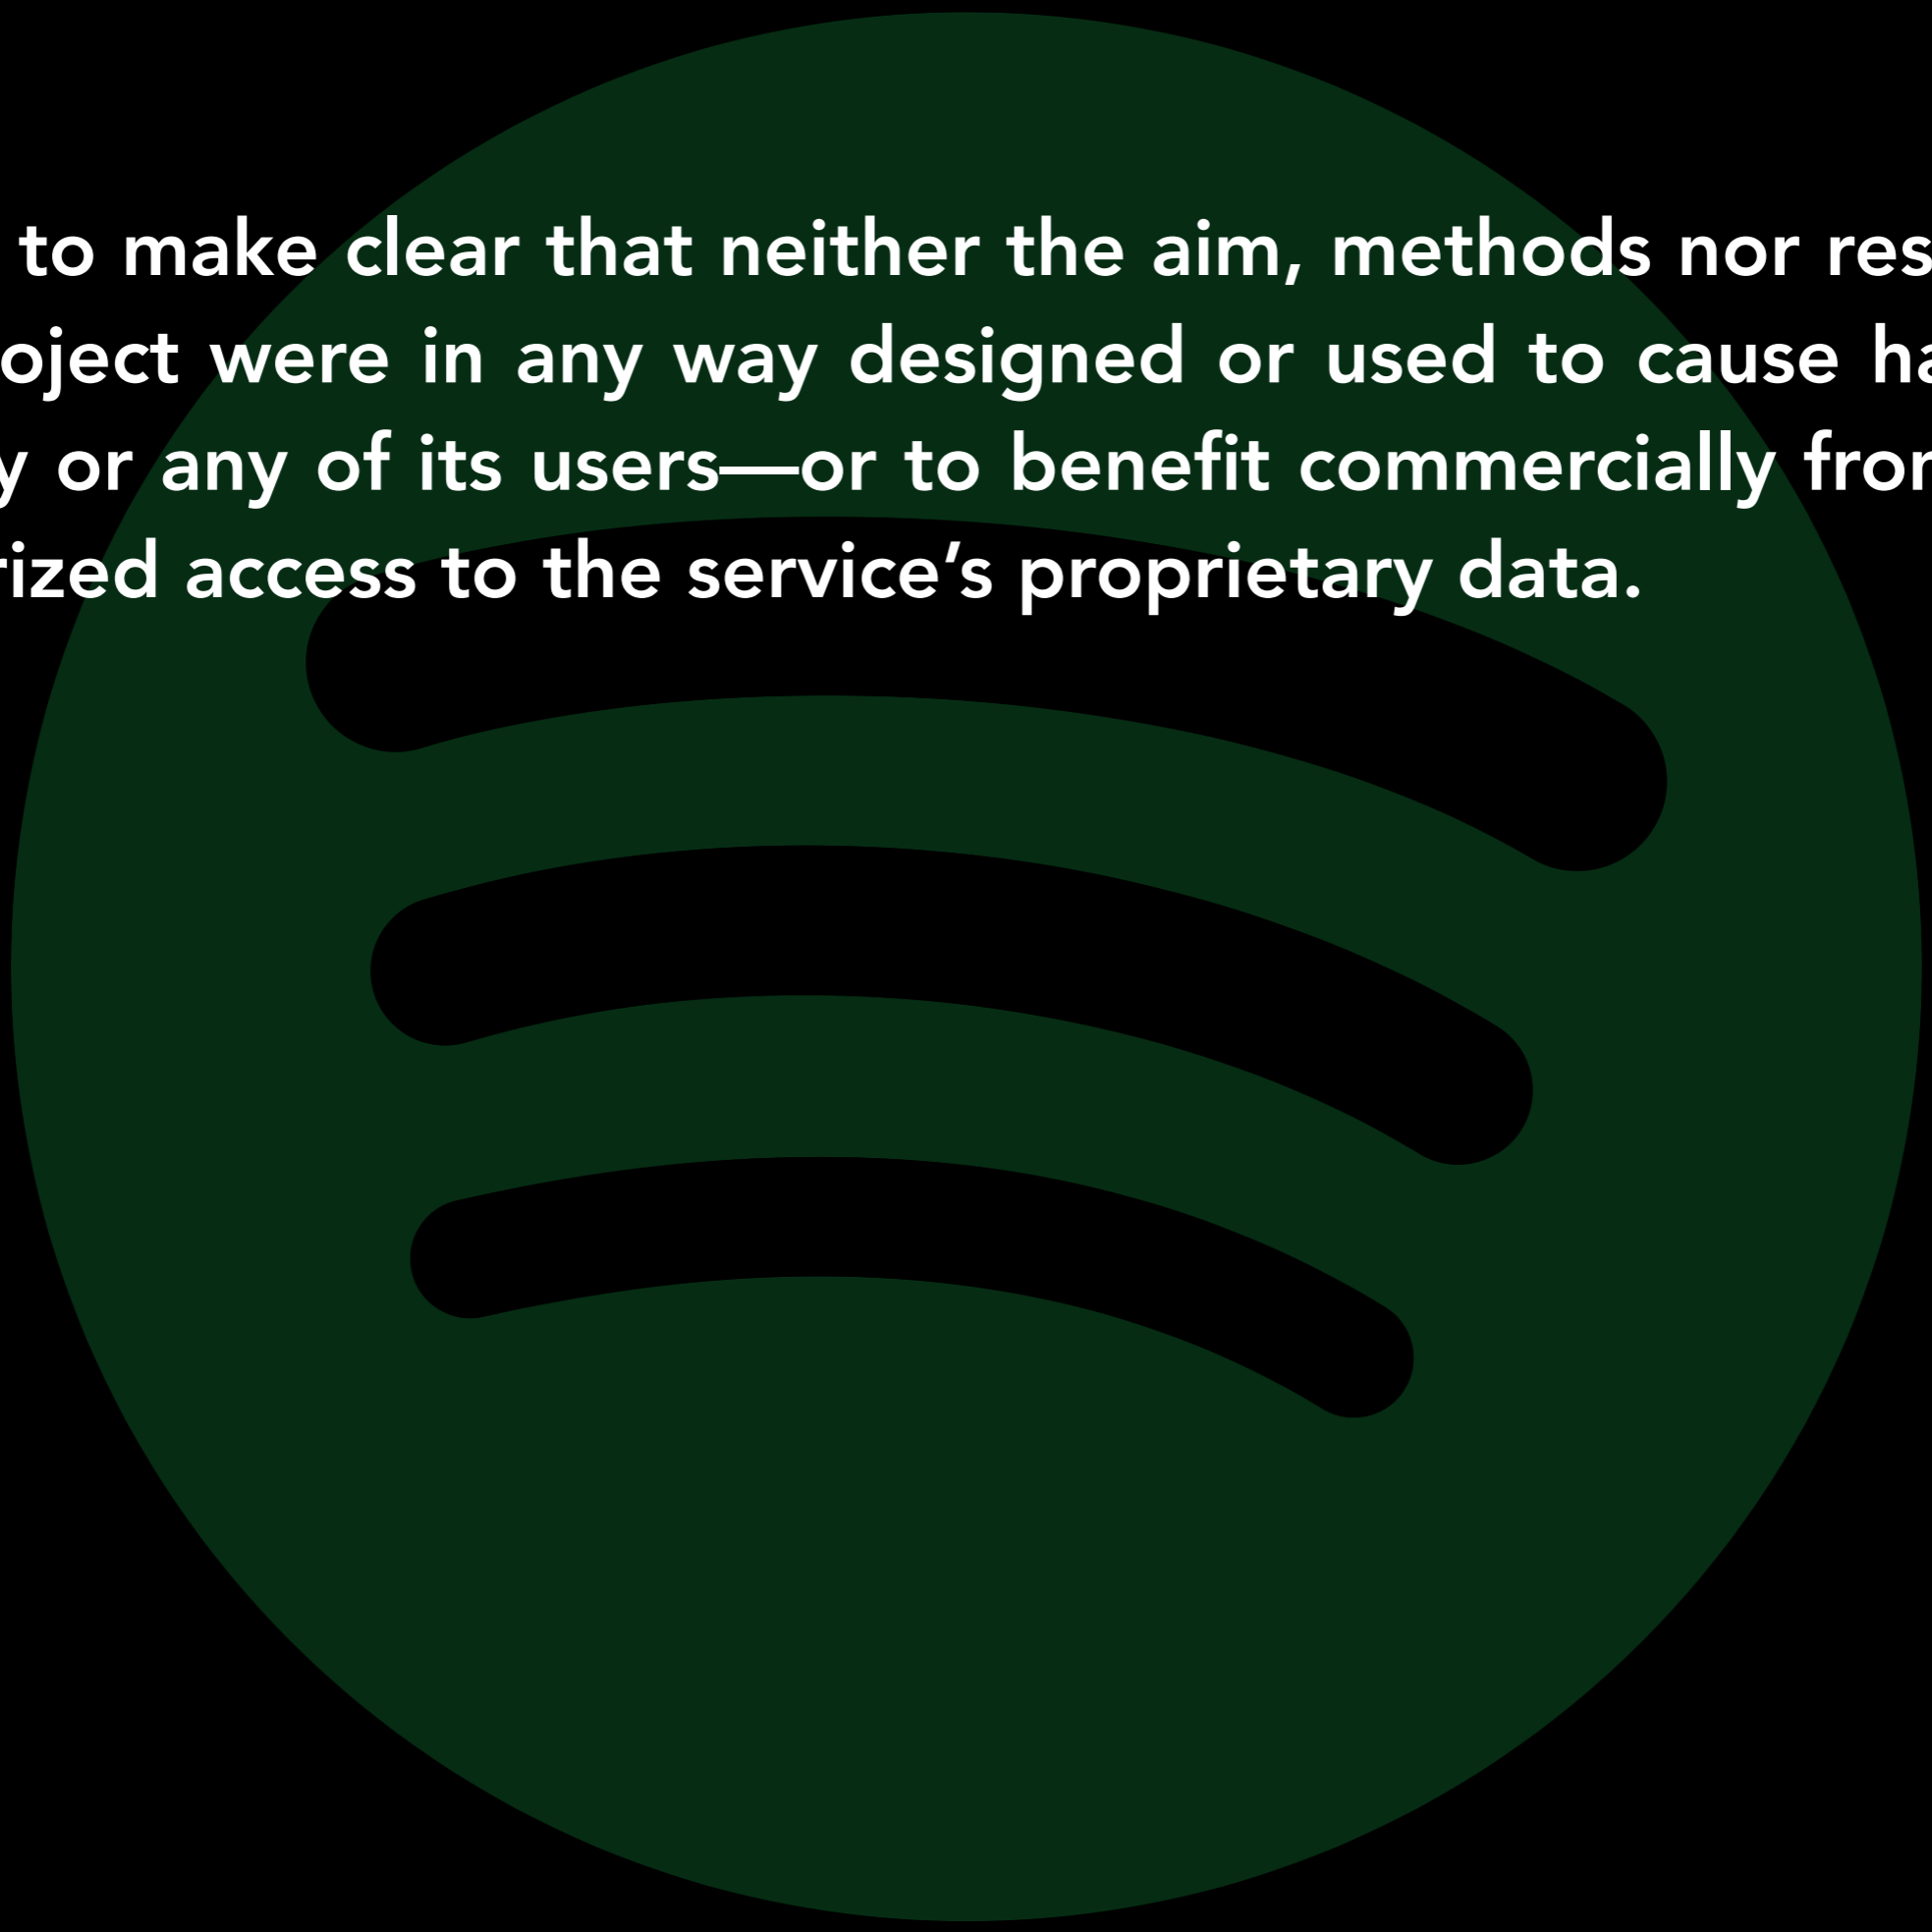 to make clear that neither the aim, methods nor res
oject were in any way designed or used to cause ha
y or any of its users—or to benefit commercially from
rized access to the service’s proprietary data.